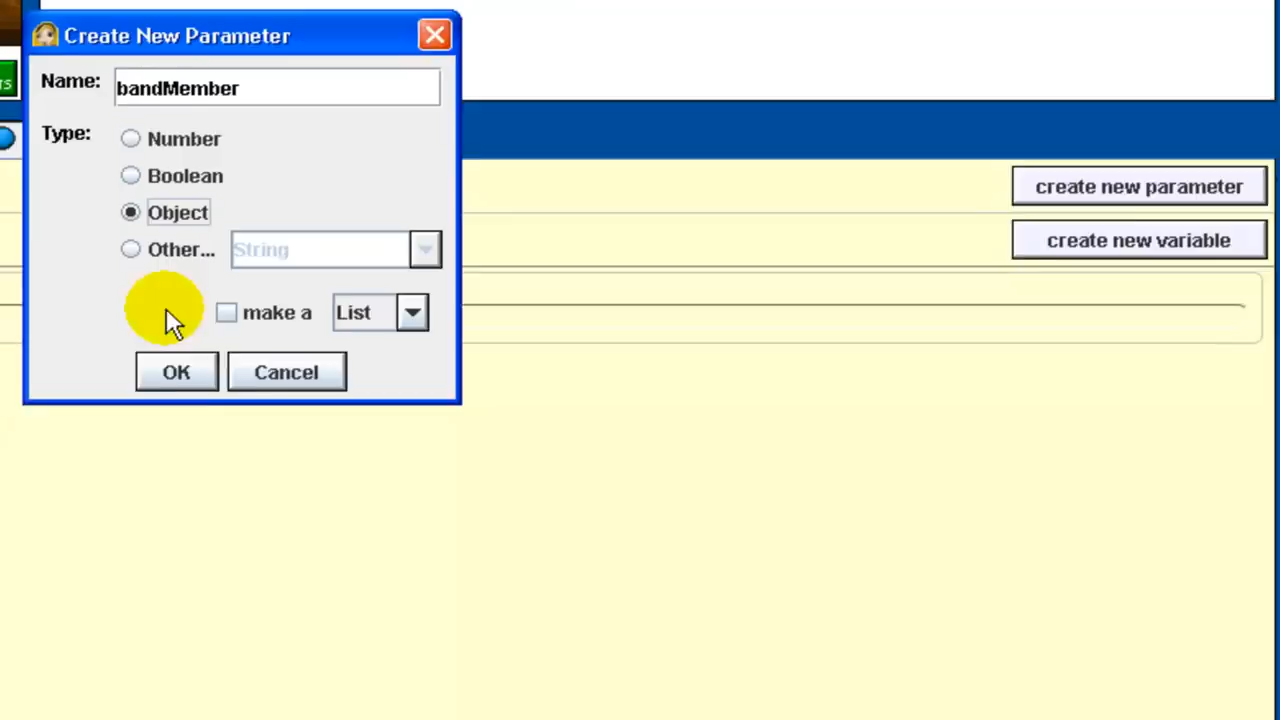 Create New Parameter
Name: bandMember
Type:
Number
Boolean
Object
Other... String
make a List
OK Cancel
create new parameter
create new variable